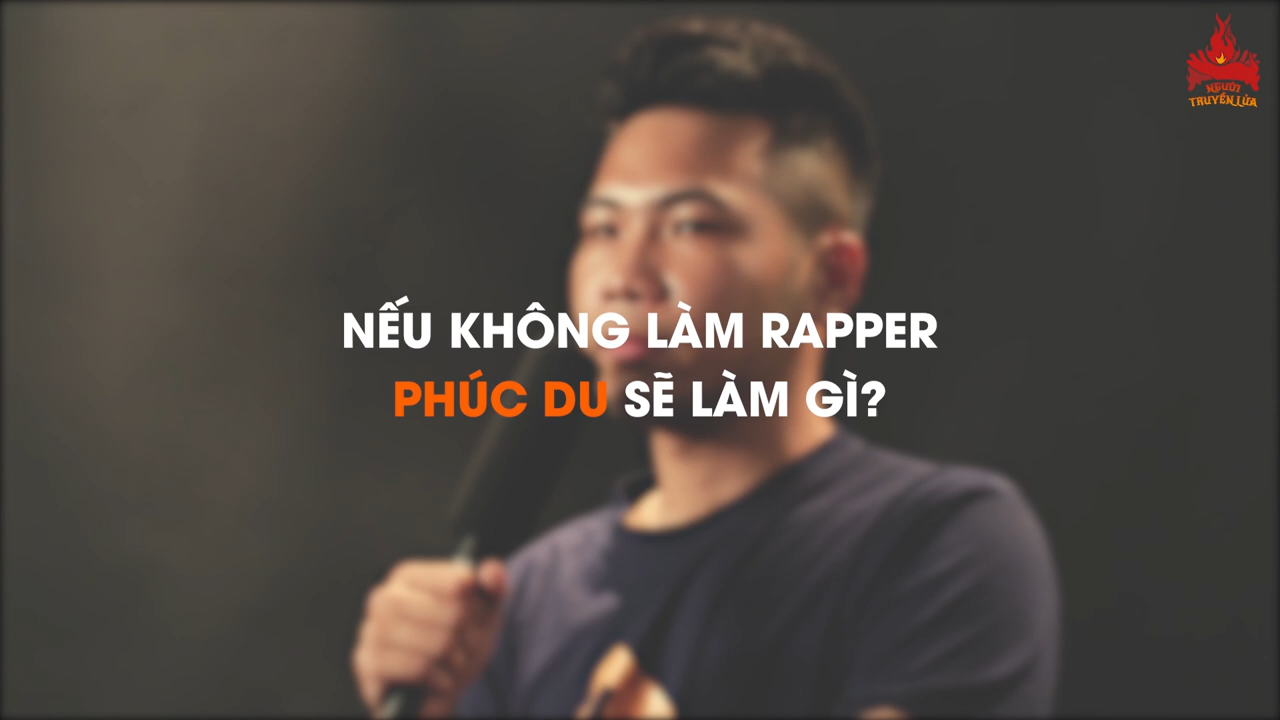 NGƯỜI
TRUYỀN LỬA
NẾU KHÔNG LÀM RAPPER
PHÚC DU SẼ LÀM GÌ?